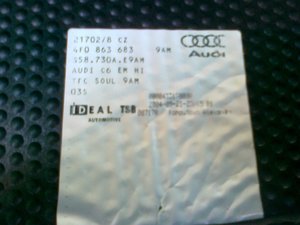 21702/8 CZ
4F0 863 683 9AM
358.730A.E9AM
AUDI C6 EM HI
TFC SOUL 9AM
035
Audi
IDEAL TSB
AUTOMOTIVE